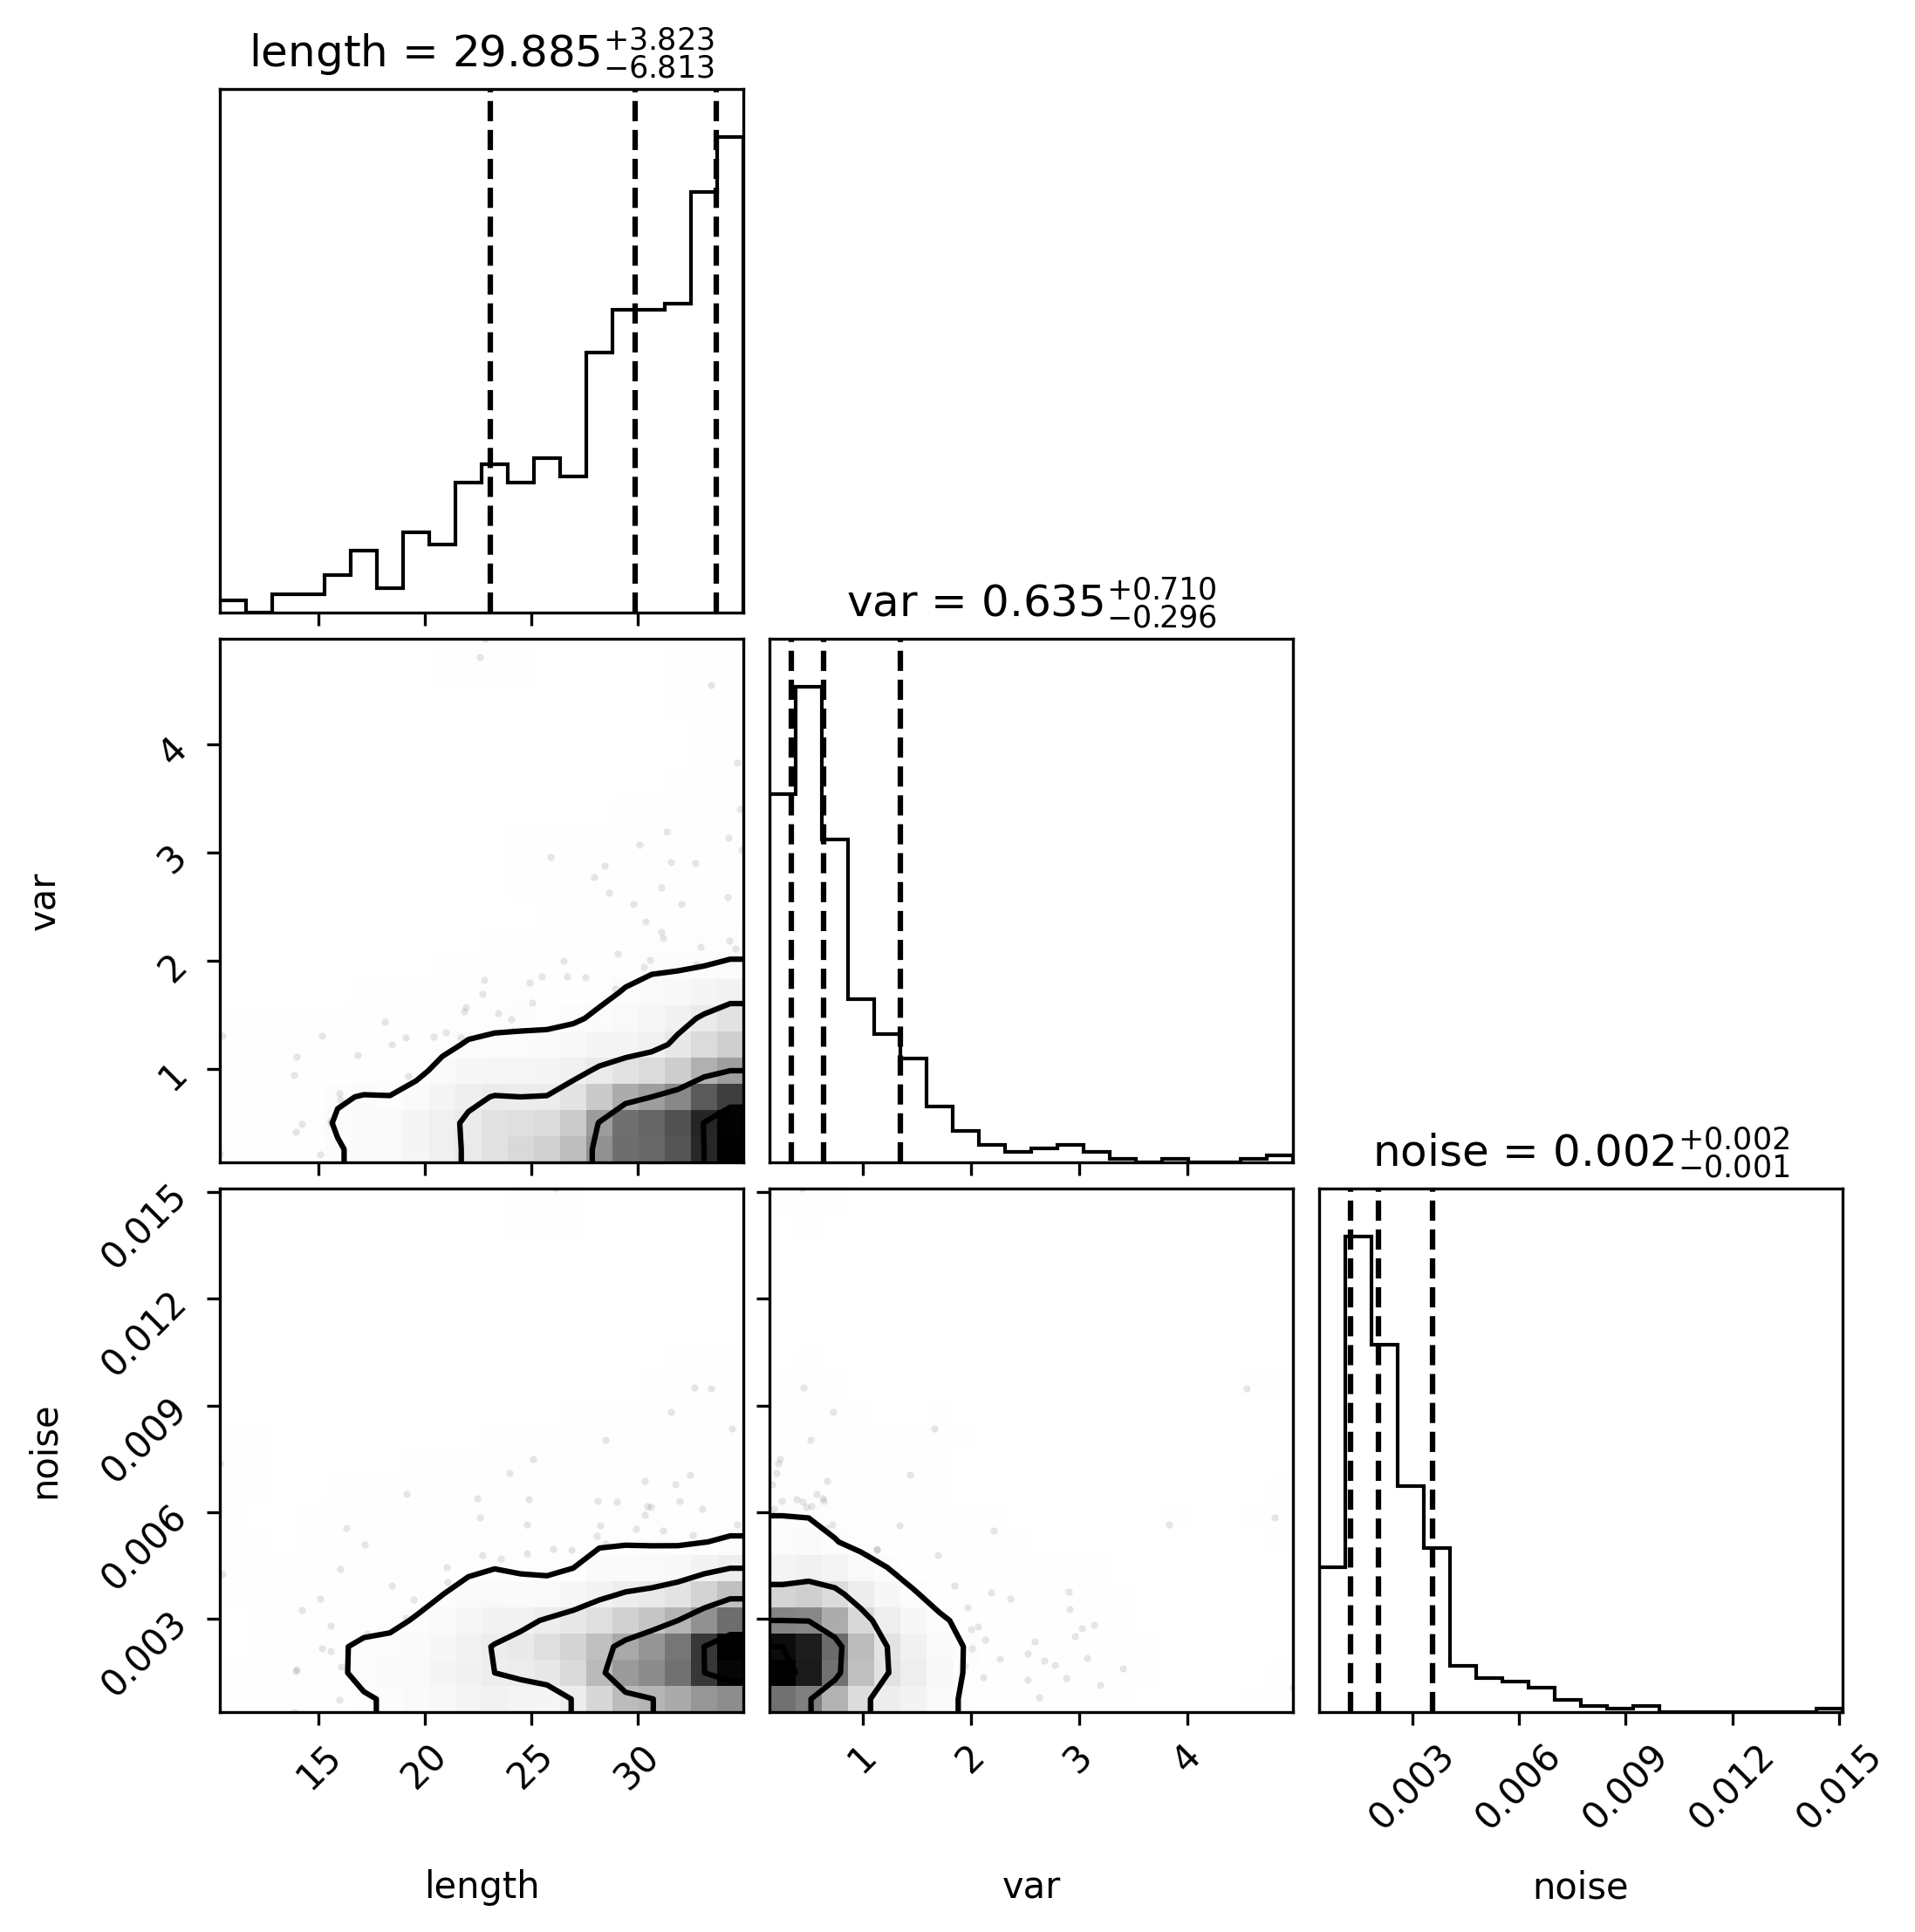 length = 29.885 +3.823 −6.813
var = 0.635 +0.710 −0.296
4
3
2
1
var
noise = 0.002 +0.002 −0.001
0.015
0.012
0.009
0.006
0.003
noise
15 20 25 30
1 2 3 4
0.003 0.006 0.009 0.012 0.015
length
var
noise